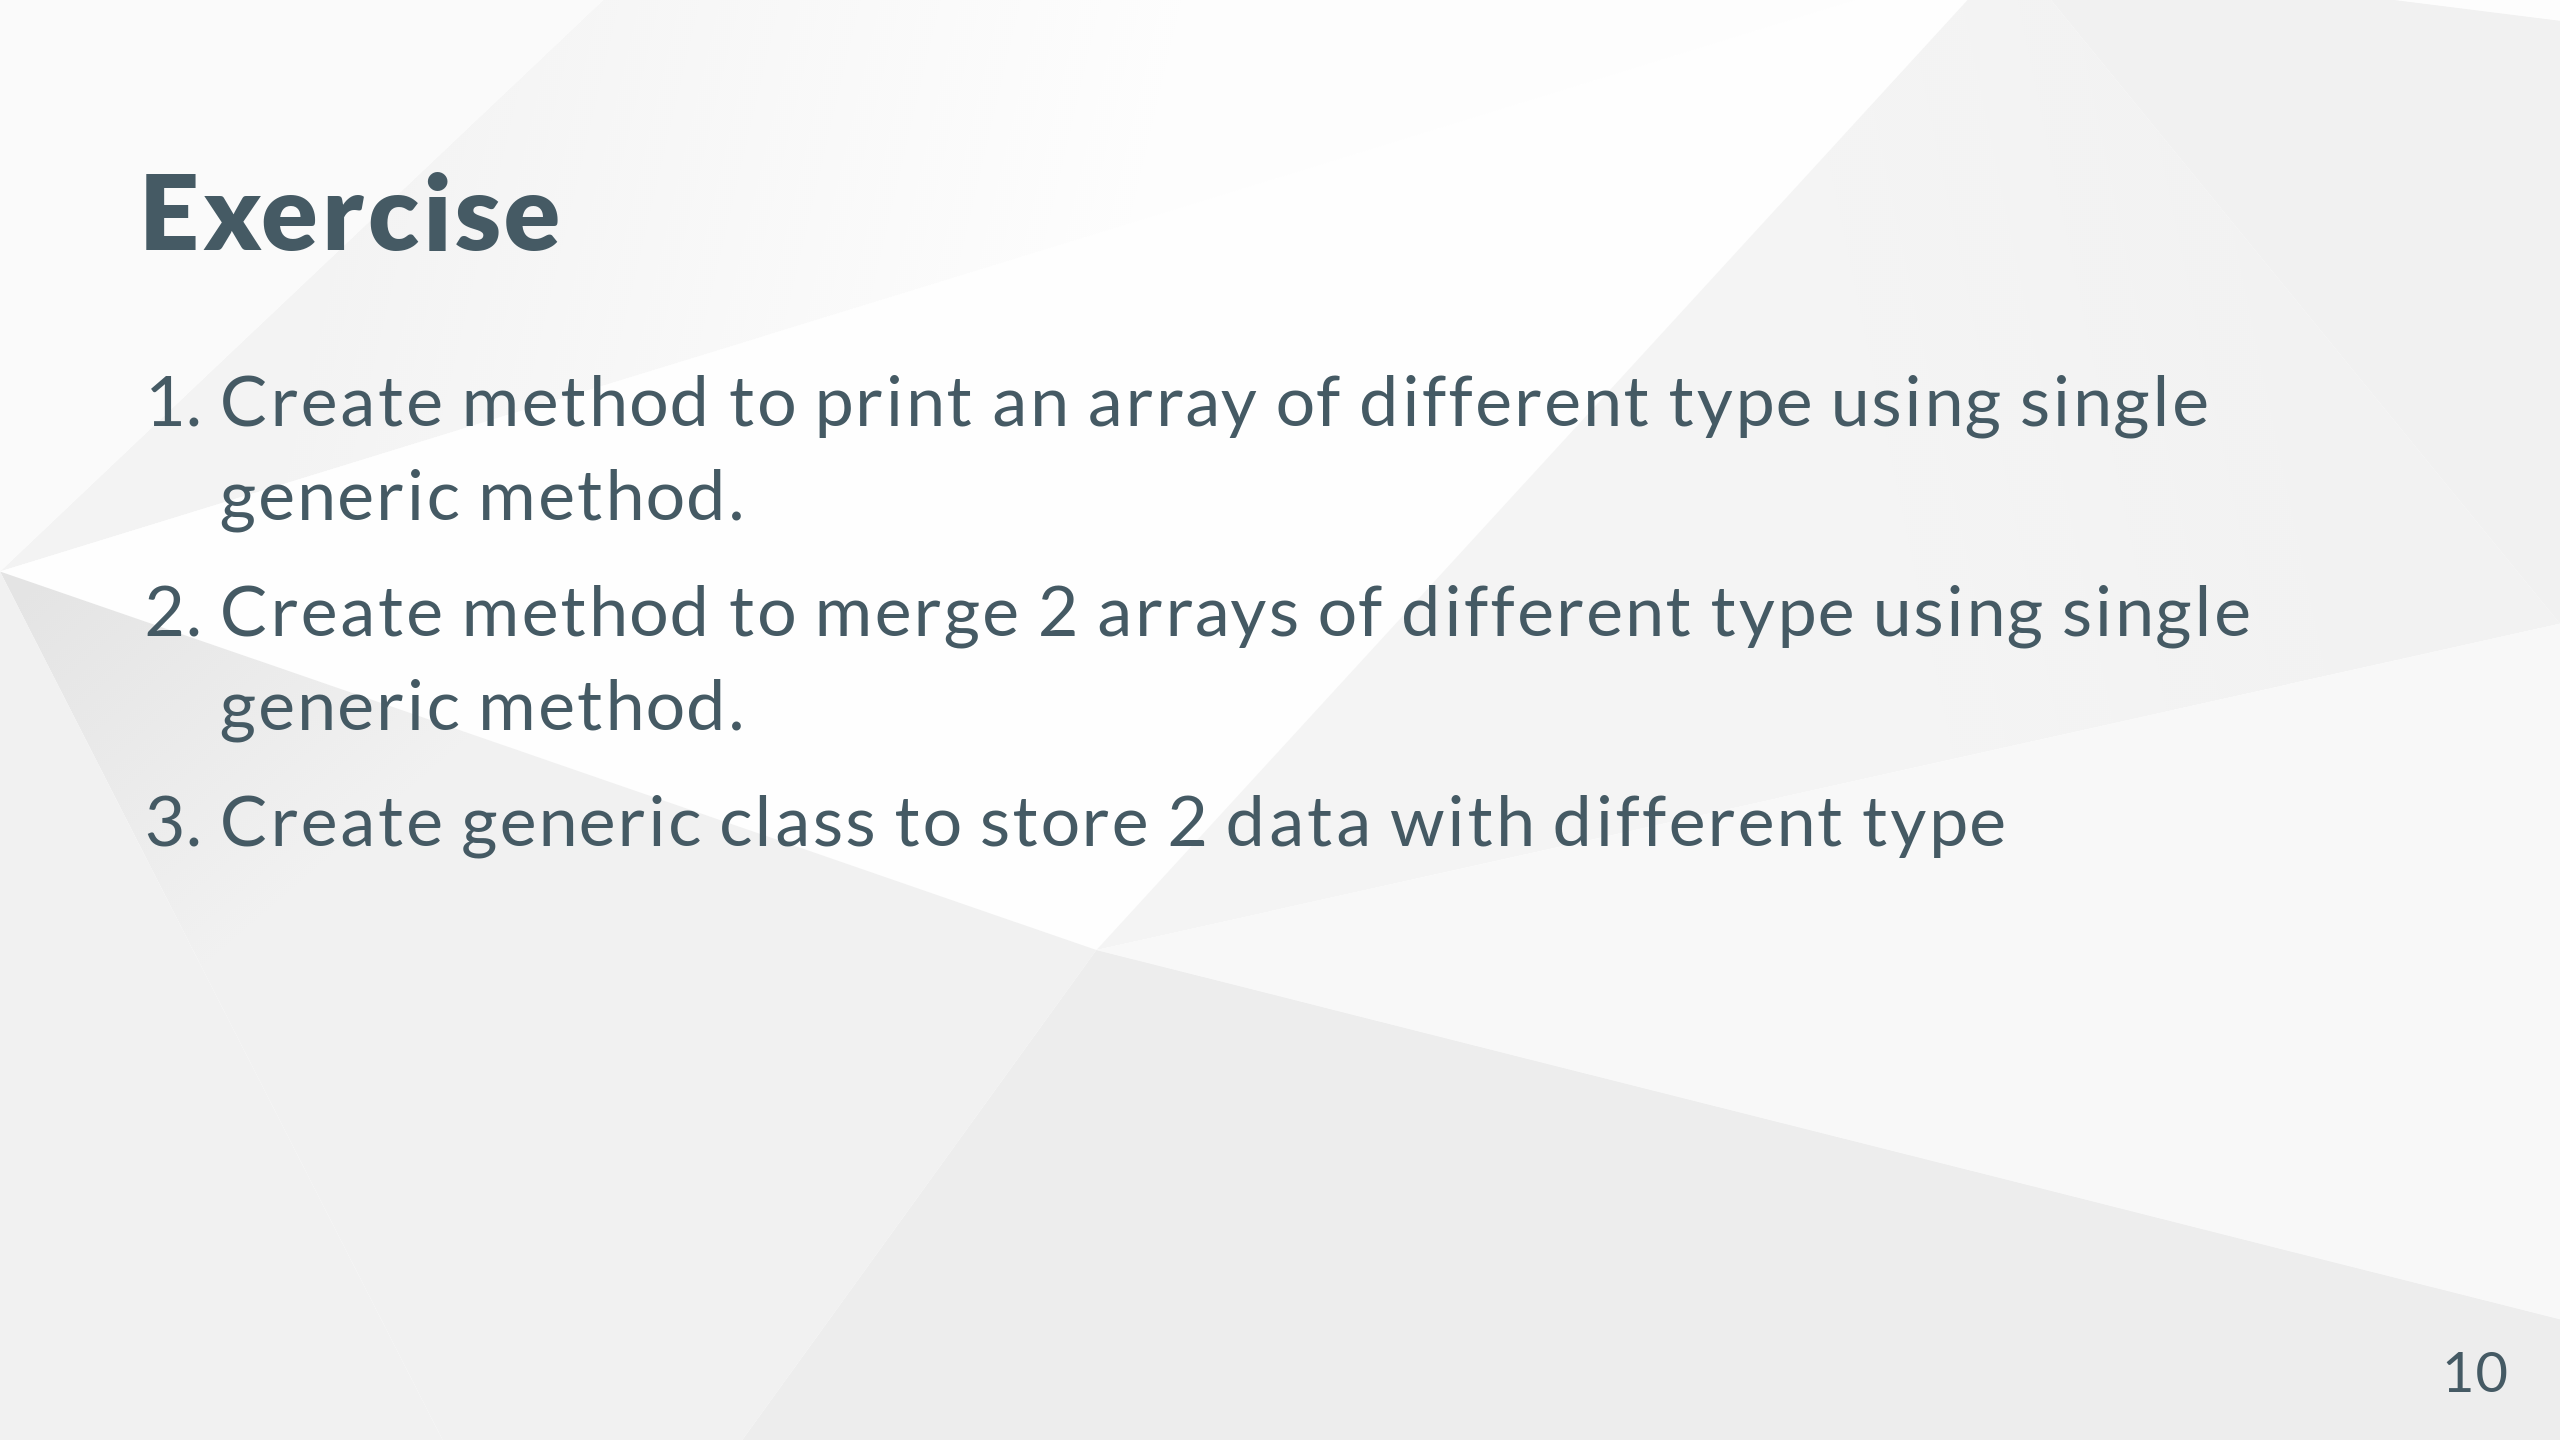 Exercise
1. Create method to print an array of different type using single
generic method.
2. Create method to merge 2 arrays of different type using single
generic method.
3. Create generic class to store 2 data with different type
10